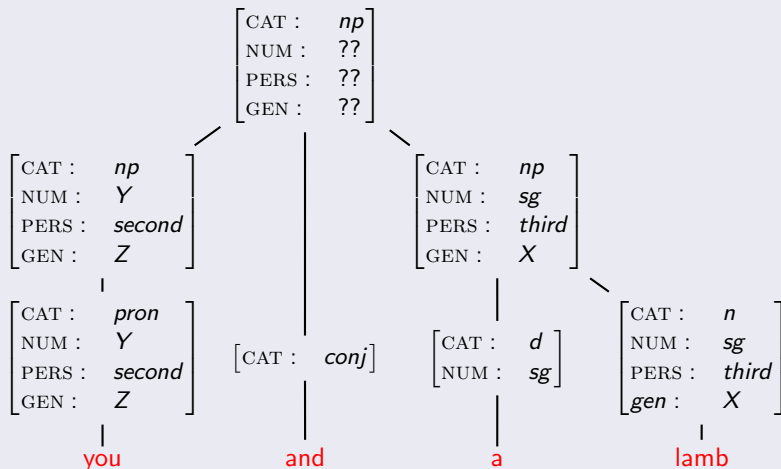 CAT : np
NUM : ??
PERS : ??
GEN : ??
CAT : np
NUM : Y
PERS : second
GEN : Z
CAT : np
NUM : sg
PERS : third
GEN : X
CAT : pron
NUM : Y
PERS : second
GEN : Z
CAT : conj
CAT : d
NUM : sg
CAT : n
NUM : sg
PERS : third
gen : X
you and a lamb